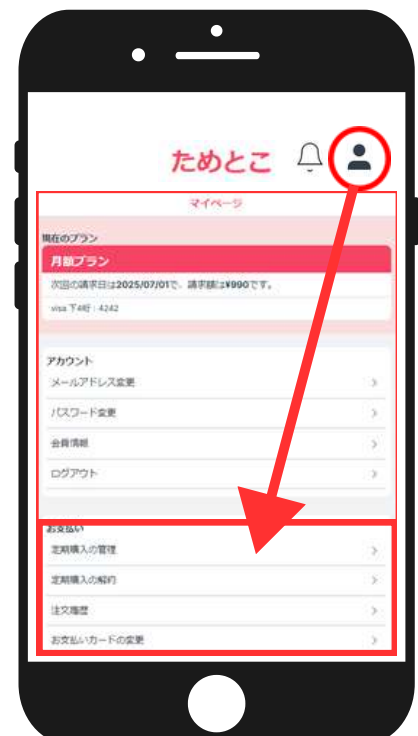 ためとこ
マイページ
現在のプラン
月額プラン
次回の請求日は2025/07/01で、請求額は¥990です。
visa 下4桁：4242
アカウント
メールアドレス変更
パスワード変更
会員情報
ログアウト
お支払い
定期購入の管理
定期購入の解約
注文履歴
お支払いカードの変更